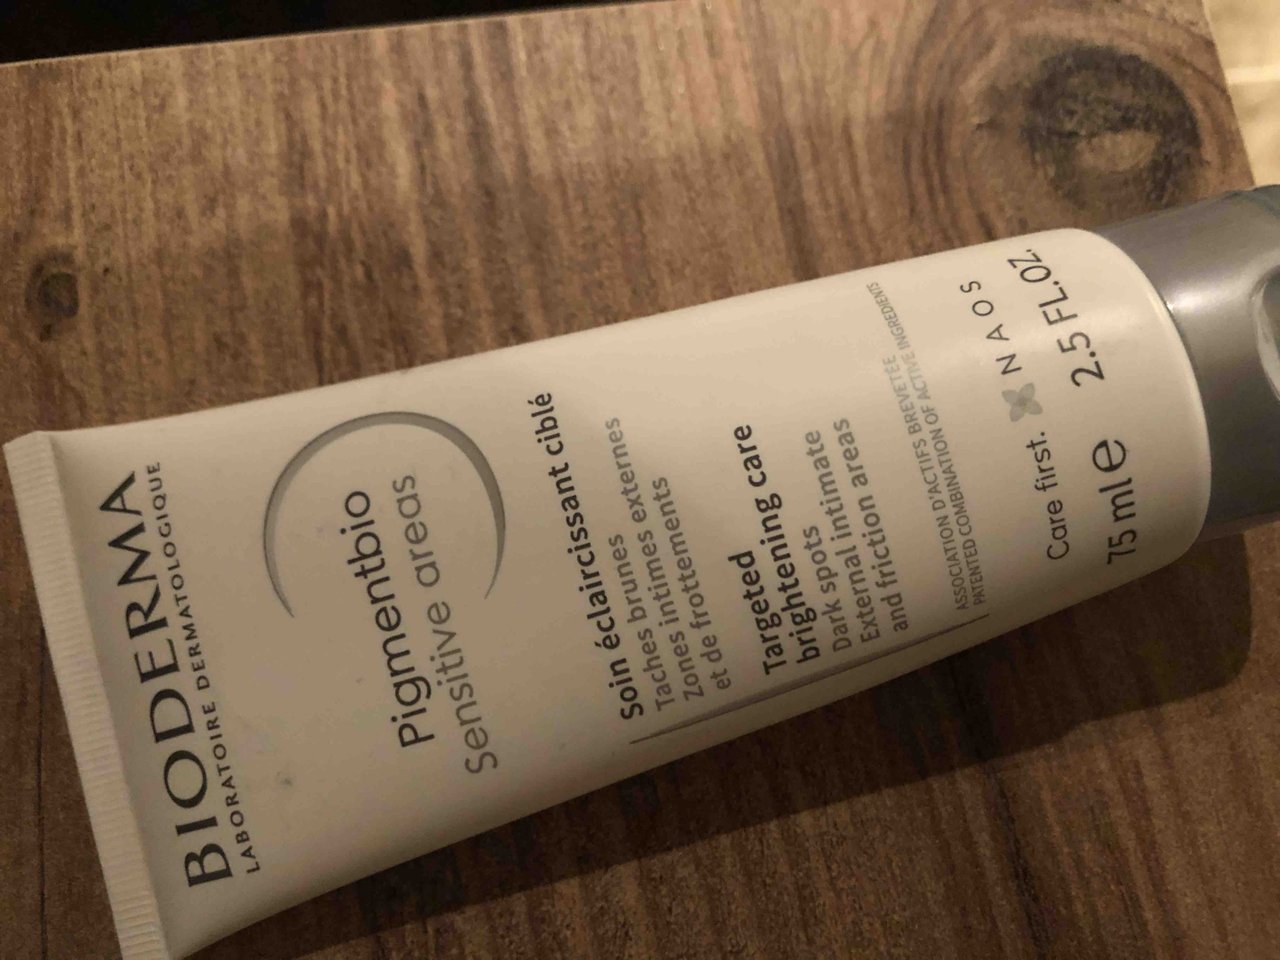 BIODERMA
LABORATOIRE DERMATOLOGIQUE
Pigmentbio
Sensitive areas
Soin éclaircissant ciblé
Taches brunes
Zones intimes externes
et de frottements
Targeted
brightening care
Dark spots
External intimate
and friction areas
ASSOCIATION D'ACTIFS BREVETÉE
PATENTED COMBINATION OF ACTIVE INGREDIENTS
Care first. NAOS
75 ml e 2.5 FL.OZ.